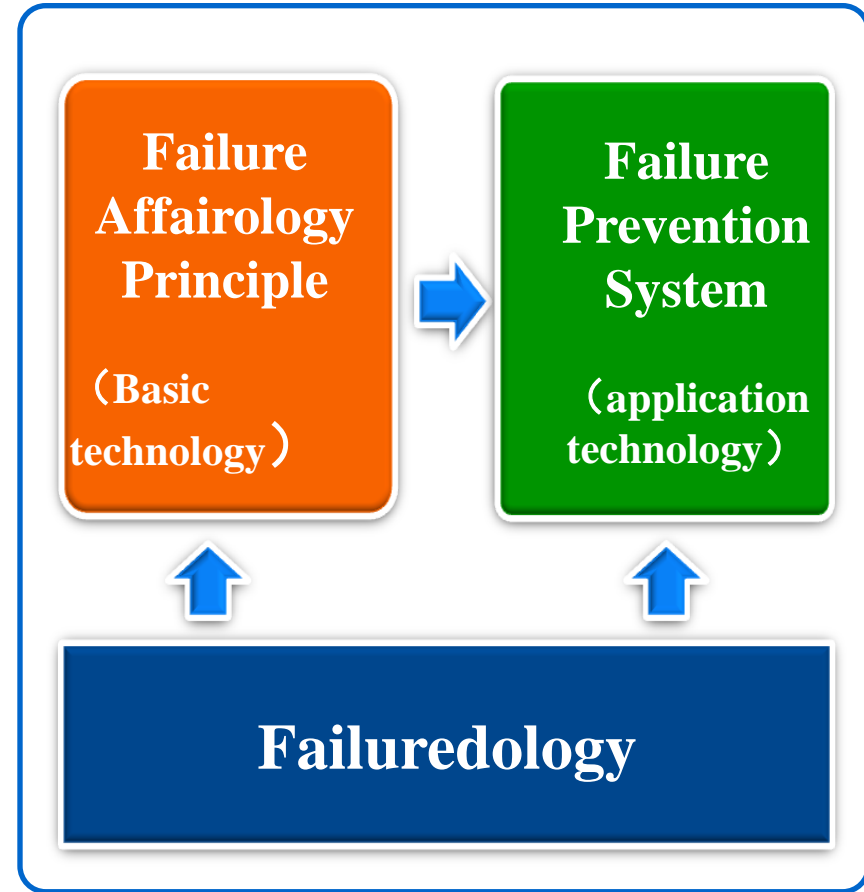 Failure
Affairology
Principle
（Basic
technology）
Failure
Prevention
System
（application
technology）
Failuredology